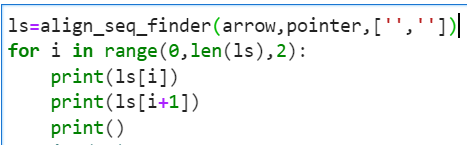 ls=align_seq_finder(arrow,pointer,['',''])
for i in range(0,len(ls),2):
    print(ls[i])
    print(ls[i+1])
    print()